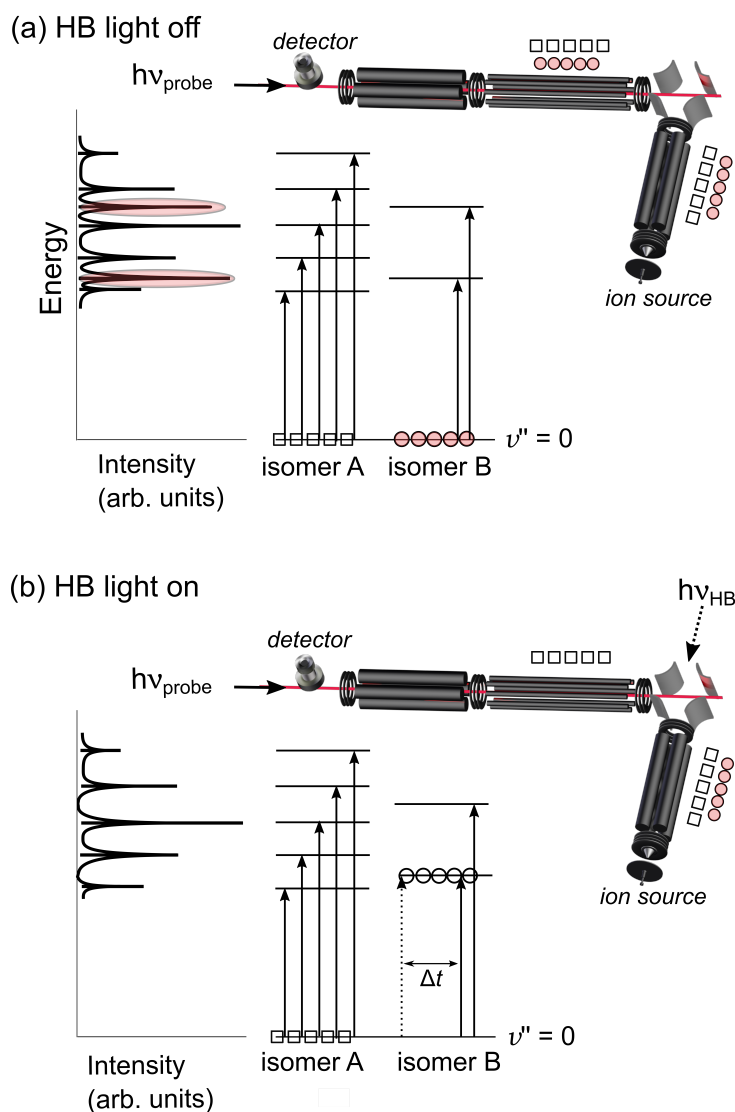 (a) HB light off
detector
hνprobe
Energy
ion source
ν" = 0
isomer A
isomer B
Intensity
(arb. units)
(b) HB light on
hνHB
detector
hνprobe
ion source
Δt
ν" = 0
isomer A
isomer B
Intensity
(arb. units)